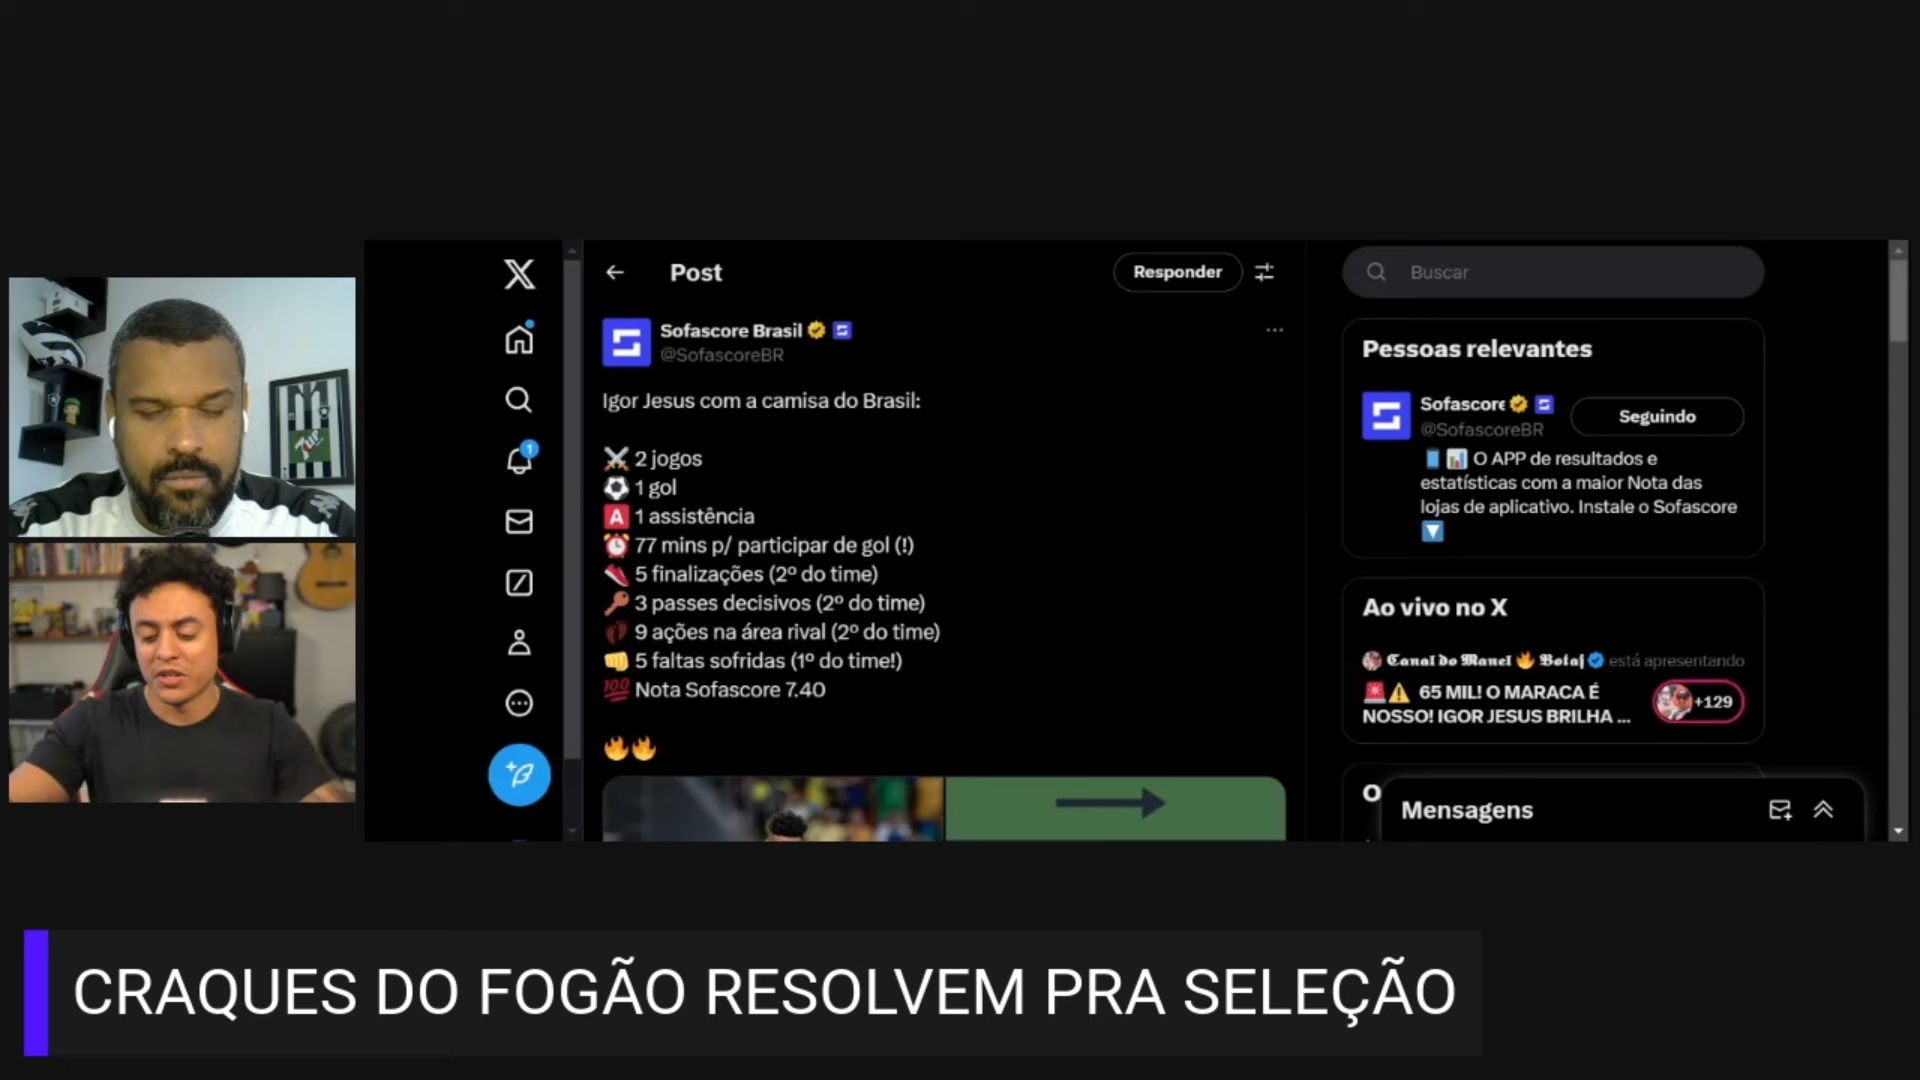 Post
Responder
Buscar
Sofascore Brasil
@SofascoreBR
Igor Jesus com a camisa do Brasil:
2 jogos
1 gol
A 1 assistência
77 mins p/ participar de gol (!)
5 finalizações (2º do time)
3 passes decisivos (2º do time)
9 ações na área rival (2º do time)
5 faltas sofridas (1º do time!)
100 Nota Sofascore 7.40
Pessoas relevantes
Sofascore
@SofascoreBR
Seguindo
O APP de resultados e
estatísticas com a maior Nota das
lojas de aplicativo. Instale o Sofascore
Ao vivo no X
Canal do Manel 🔥 Botaf está apresentando
65 MIL! O MARACA É
NOSSO! IGOR JESUS BRILHA ...
+129
Mensagens
1
7UP
CRAQUES DO FOGÃO RESOLVEM PRA SELEÇÃO